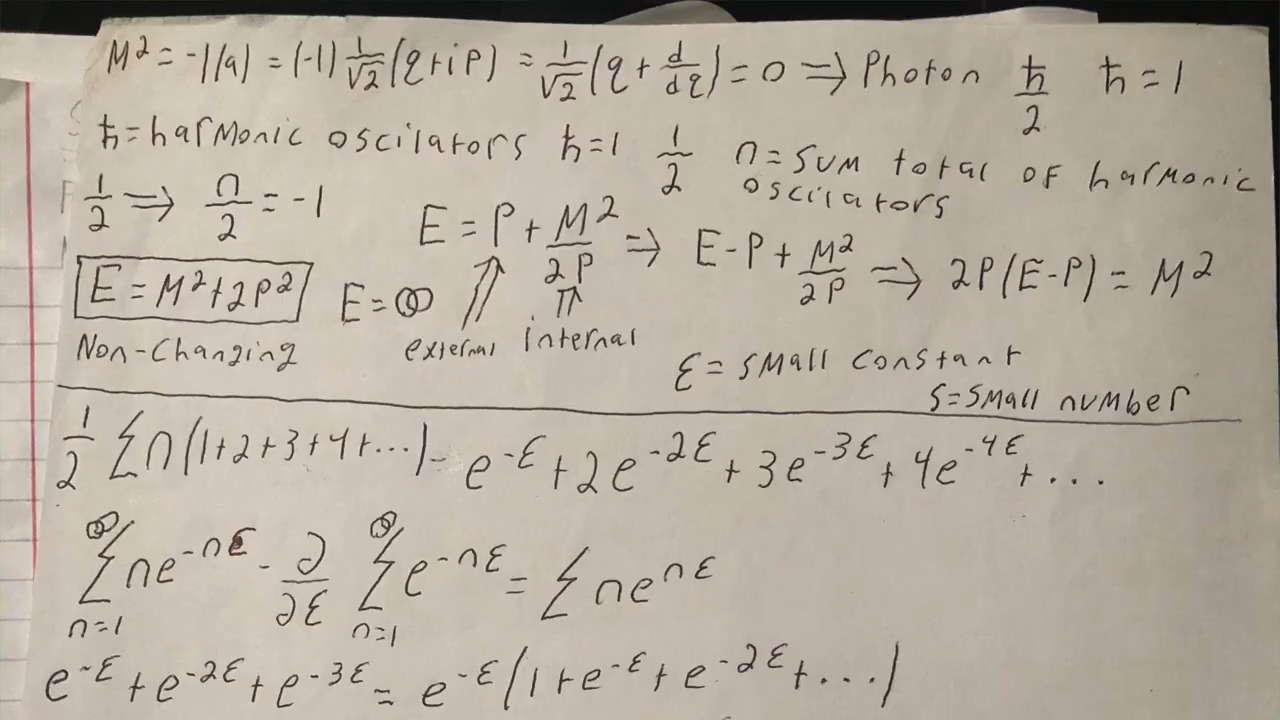 M² = -1(a) = (-1) 1/√2 (q+iP) = 1/√2 (q + d/dq) = 0 ⇒ Photon ħ/2 ħ = 1
ħ = harmonic oscilators ħ=1 1/2 n = sum total of harmonic oscilators
1/2 ⇒ n/2 = -1
E = P + M²/2P ⇒ E-P + M²/2P ⇒ 2P(E-P) = M²
E = M²+2P² E = ∞
Non-Changing external internal
ε = small constant
s = small number
1/2 Σn(1+2+3+4+...) - e^-ε + 2e^-2ε + 3e^-3ε + 4e^-4ε + ...
∞ Σ n=1 ne^-nε - ∂/∂ε ∞ Σ n=1 e^-nε = Σ ne^nε
e^-ε + e^-2ε + e^-3ε = e^-ε (1+e^-ε + e^-2ε + ...)